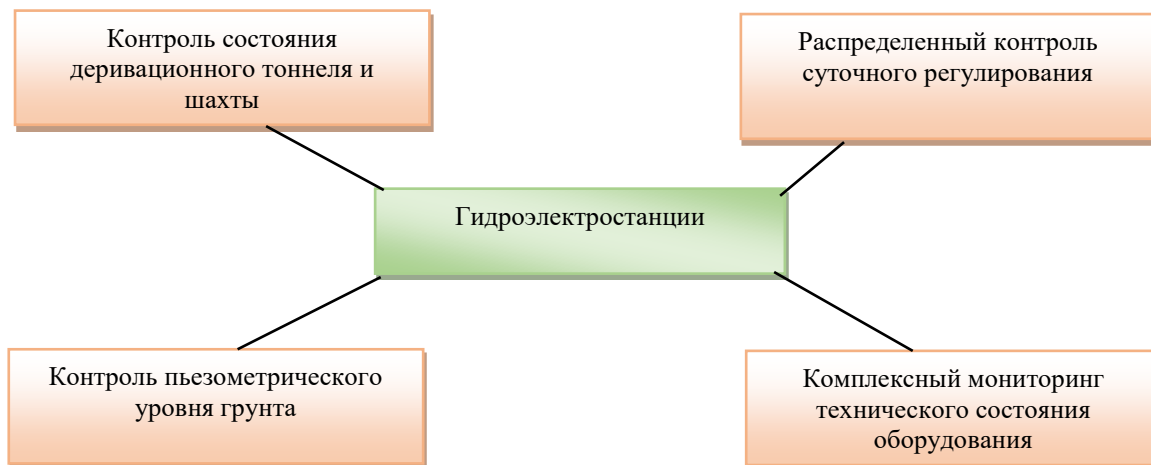 Контроль состояния
деривационного тоннеля и
шахты
Распределенный контроль
суточного регулирования
Гидроэлектростанции
Контроль пьезометрического
уровня грунта
Комплексный мониторинг
технического состояния
оборудования